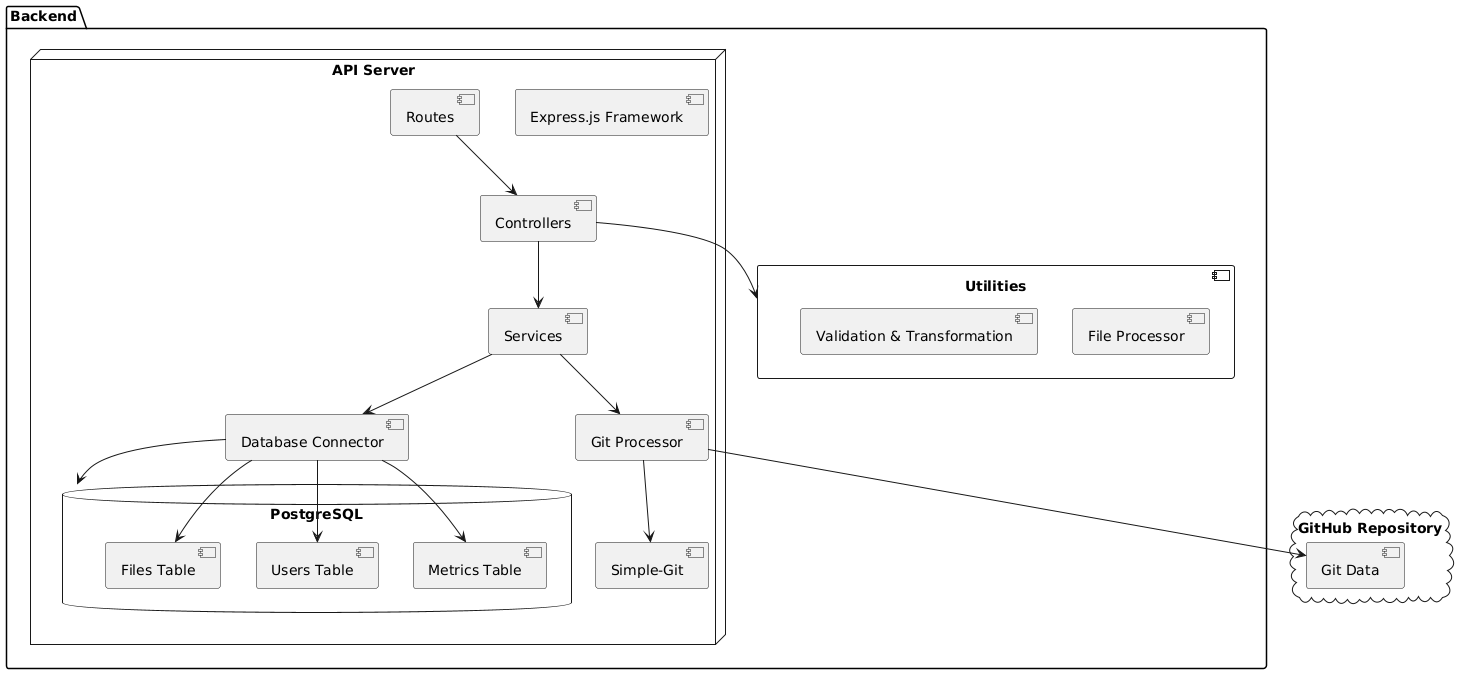 Backend
API Server
Routes
Express.js Framework
Controllers
Utilities
Validation & Transformation
File Processor
Services
Database Connector
Git Processor
PostgreSQL
GitHub Repository
Files Table
Users Table
Metrics Table
Simple-Git
Git Data